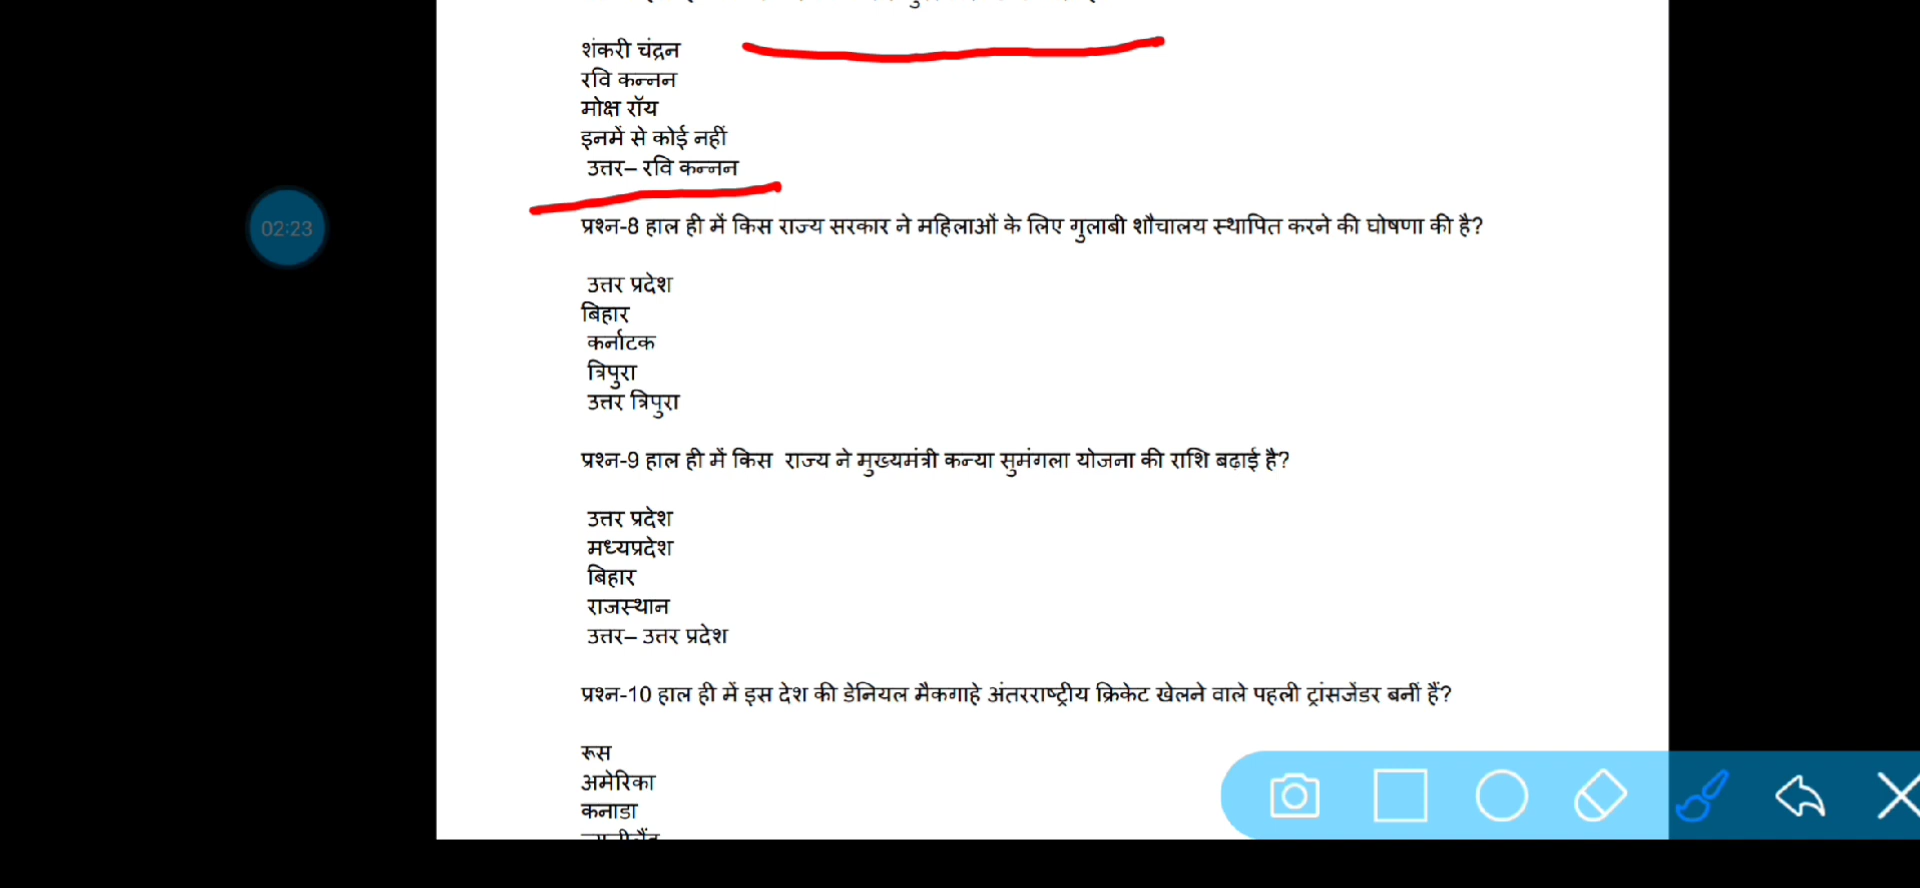 शंकरी चंद्रन
रवि कन्नन
मोक्ष रॉय
इनमें से कोई नहीं
उत्तर– रवि कन्नन
02:23
प्रश्न-8 हाल ही में किस राज्य सरकार ने महिलाओं के लिए गुलाबी शौचालय स्थापित करने की घोषणा की है?
उत्तर प्रदेश
बिहार
कर्नाटक
त्रिपुरा
उत्तर त्रिपुरा
प्रश्न-9 हाल ही में किस राज्य ने मुख्यमंत्री कन्या सुमंगला योजना की राशि बढ़ाई है?
उत्तर प्रदेश
मध्यप्रदेश
बिहार
राजस्थान
उत्तर– उत्तर प्रदेश
प्रश्न-10 हाल ही में इस देश की डेनियल मैकगाहे अंतरराष्ट्रीय क्रिकेट खेलने वाले पहली ट्रांसजेंडर बनीं हैं?
रूस
अमेरिका
कनाडा